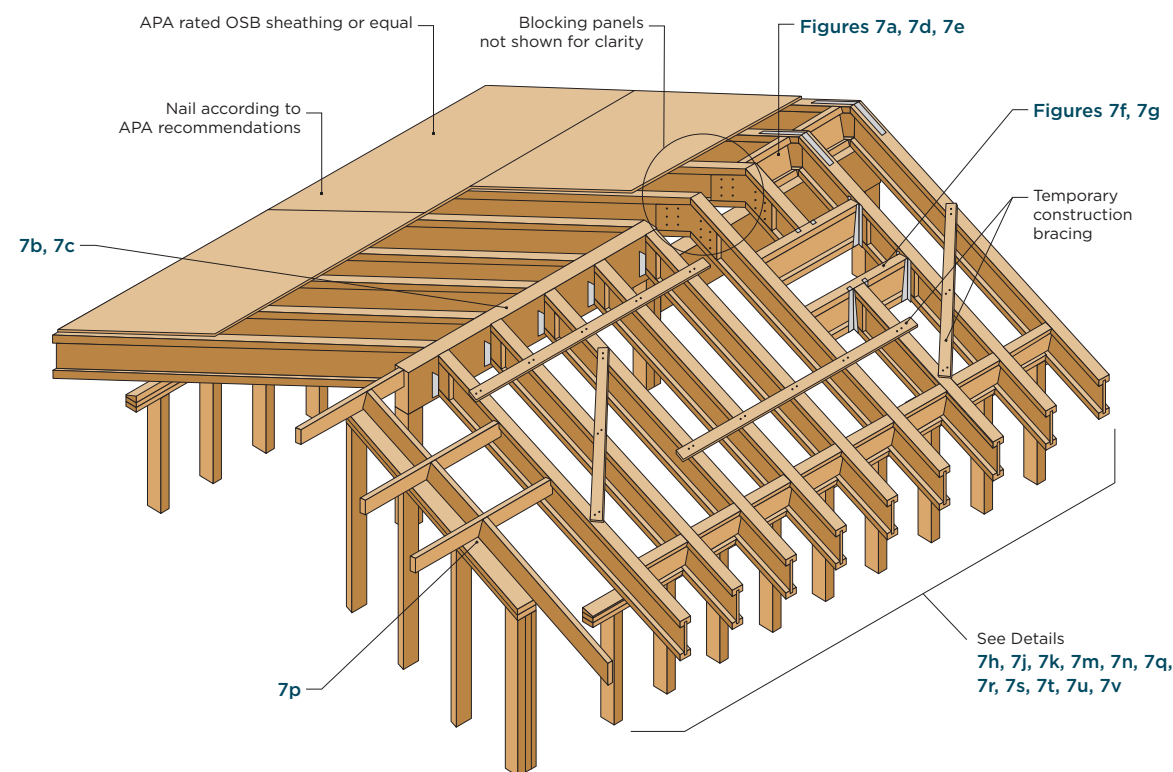 APA rated OSB sheathing or equal
Blocking panels
not shown for clarity
Figures 7a, 7d, 7e
Nail according to
APA recommendations
Figures 7f, 7g
Temporary
construction
bracing
7b, 7c
See Details
7h, 7j, 7k, 7m, 7n, 7q,
7r, 7s, 7t, 7u, 7v
7p